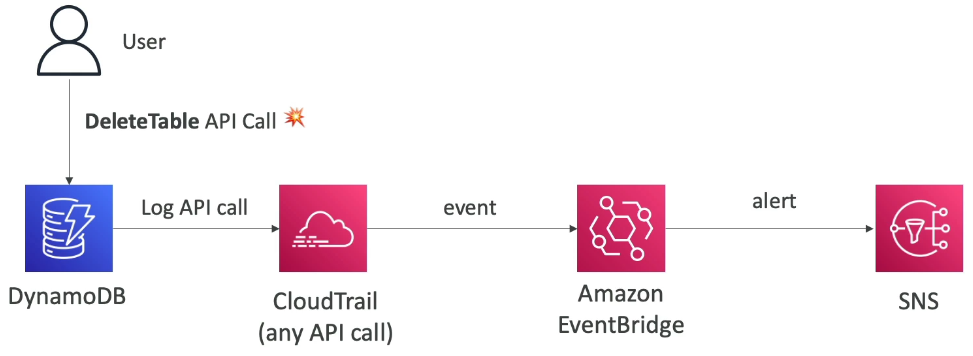 User
DeleteTable API Call
Log API call
event
alert
DynamoDB
CloudTrail
(any API call)
Amazon
EventBridge
SNS